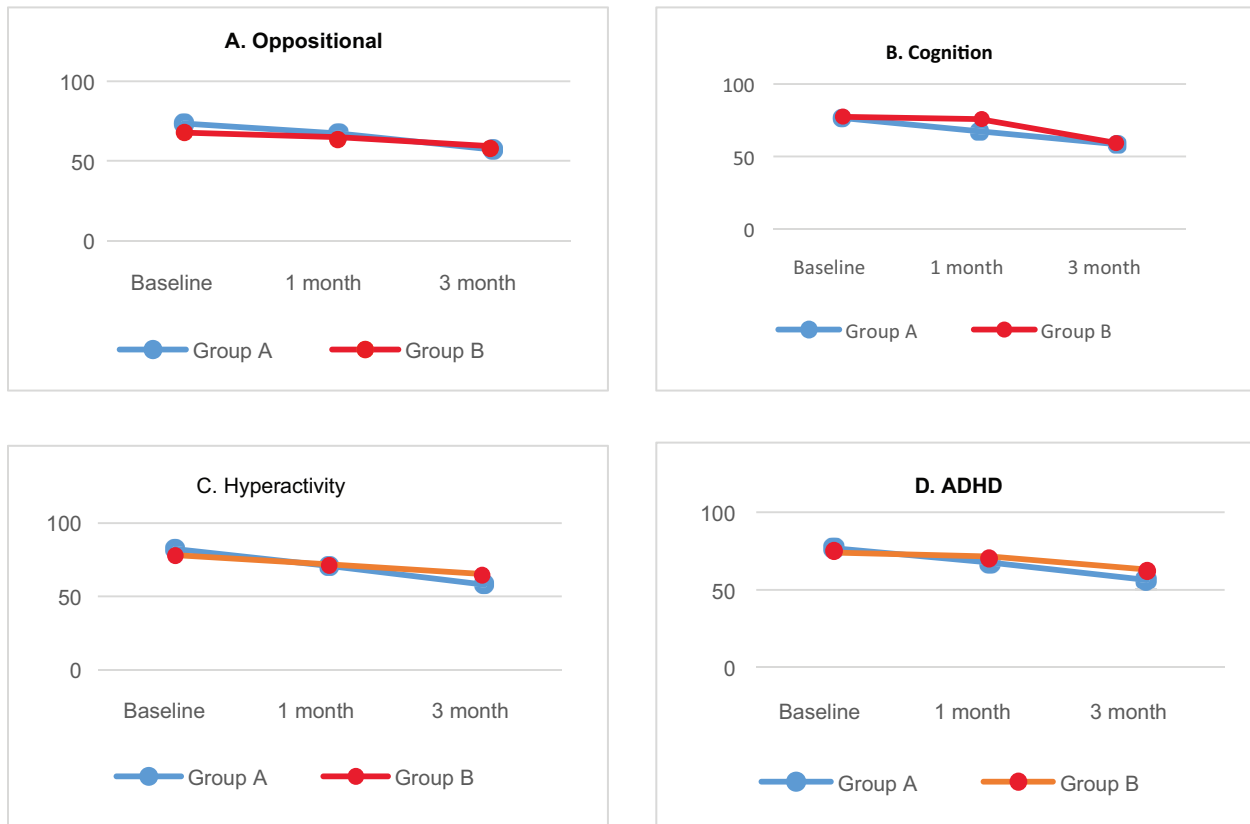 A. Oppositional
100
50
0
Baseline 1 month 3 month
Group A Group B
B. Cognition
100
50
0
Baseline 1 month 3 month
Group A Group B
C. Hyperactivity
100
50
0
Baseline 1 month 3 month
Group A Group B
D. ADHD
100
50
0
Baseline 1 month 3 month
Group A Group B